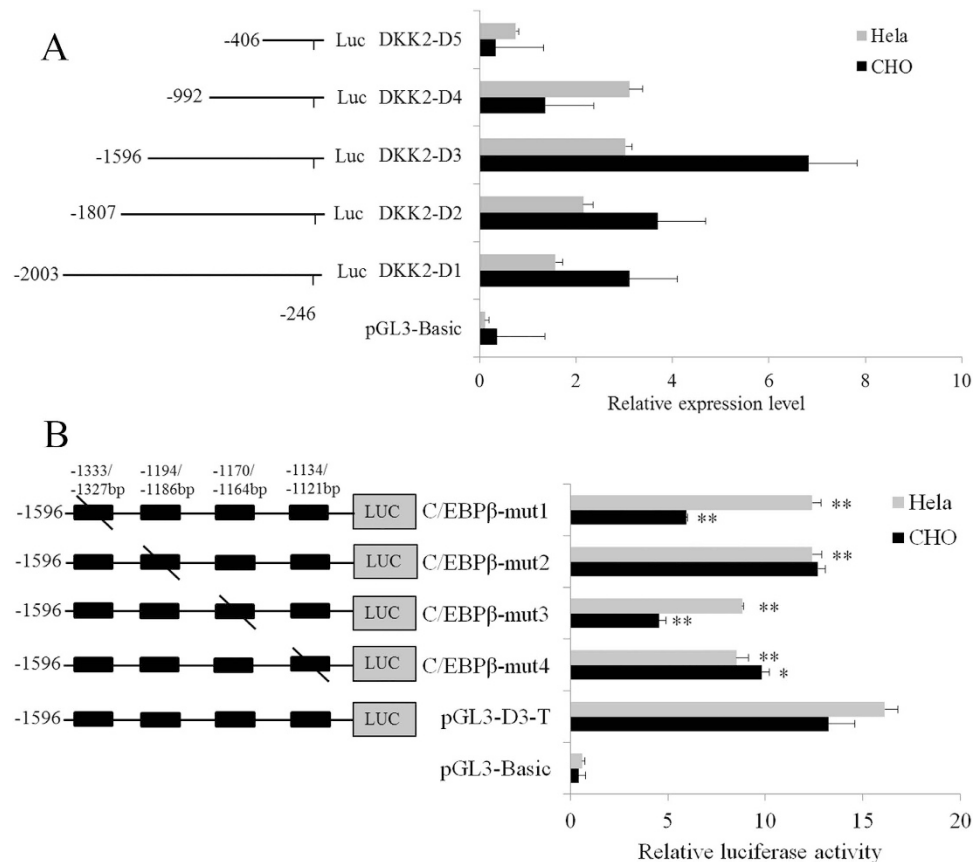 A
-406 Luc DKK2-D5
-992 Luc DKK2-D4
-1596 Luc DKK2-D3
-1807 Luc DKK2-D2
-2003 Luc DKK2-D1
-246
pGL3-Basic
Hela
CHO
0 2 4 6 8 10
Relative expression level
B
-1333/ -1194/ -1170/ -1134/
-1327bp -1186bp -1164bp -1121bp
-1596 LUC C/EBPβ-mut1 ** **
-1596 LUC C/EBPβ-mut2 **
-1596 LUC C/EBPβ-mut3 ** **
-1596 LUC C/EBPβ-mut4 ** *
-1596 LUC pGL3-D3-T
pGL3-Basic
Hela
CHO
0 5 10 15 20
Relative luciferase activity